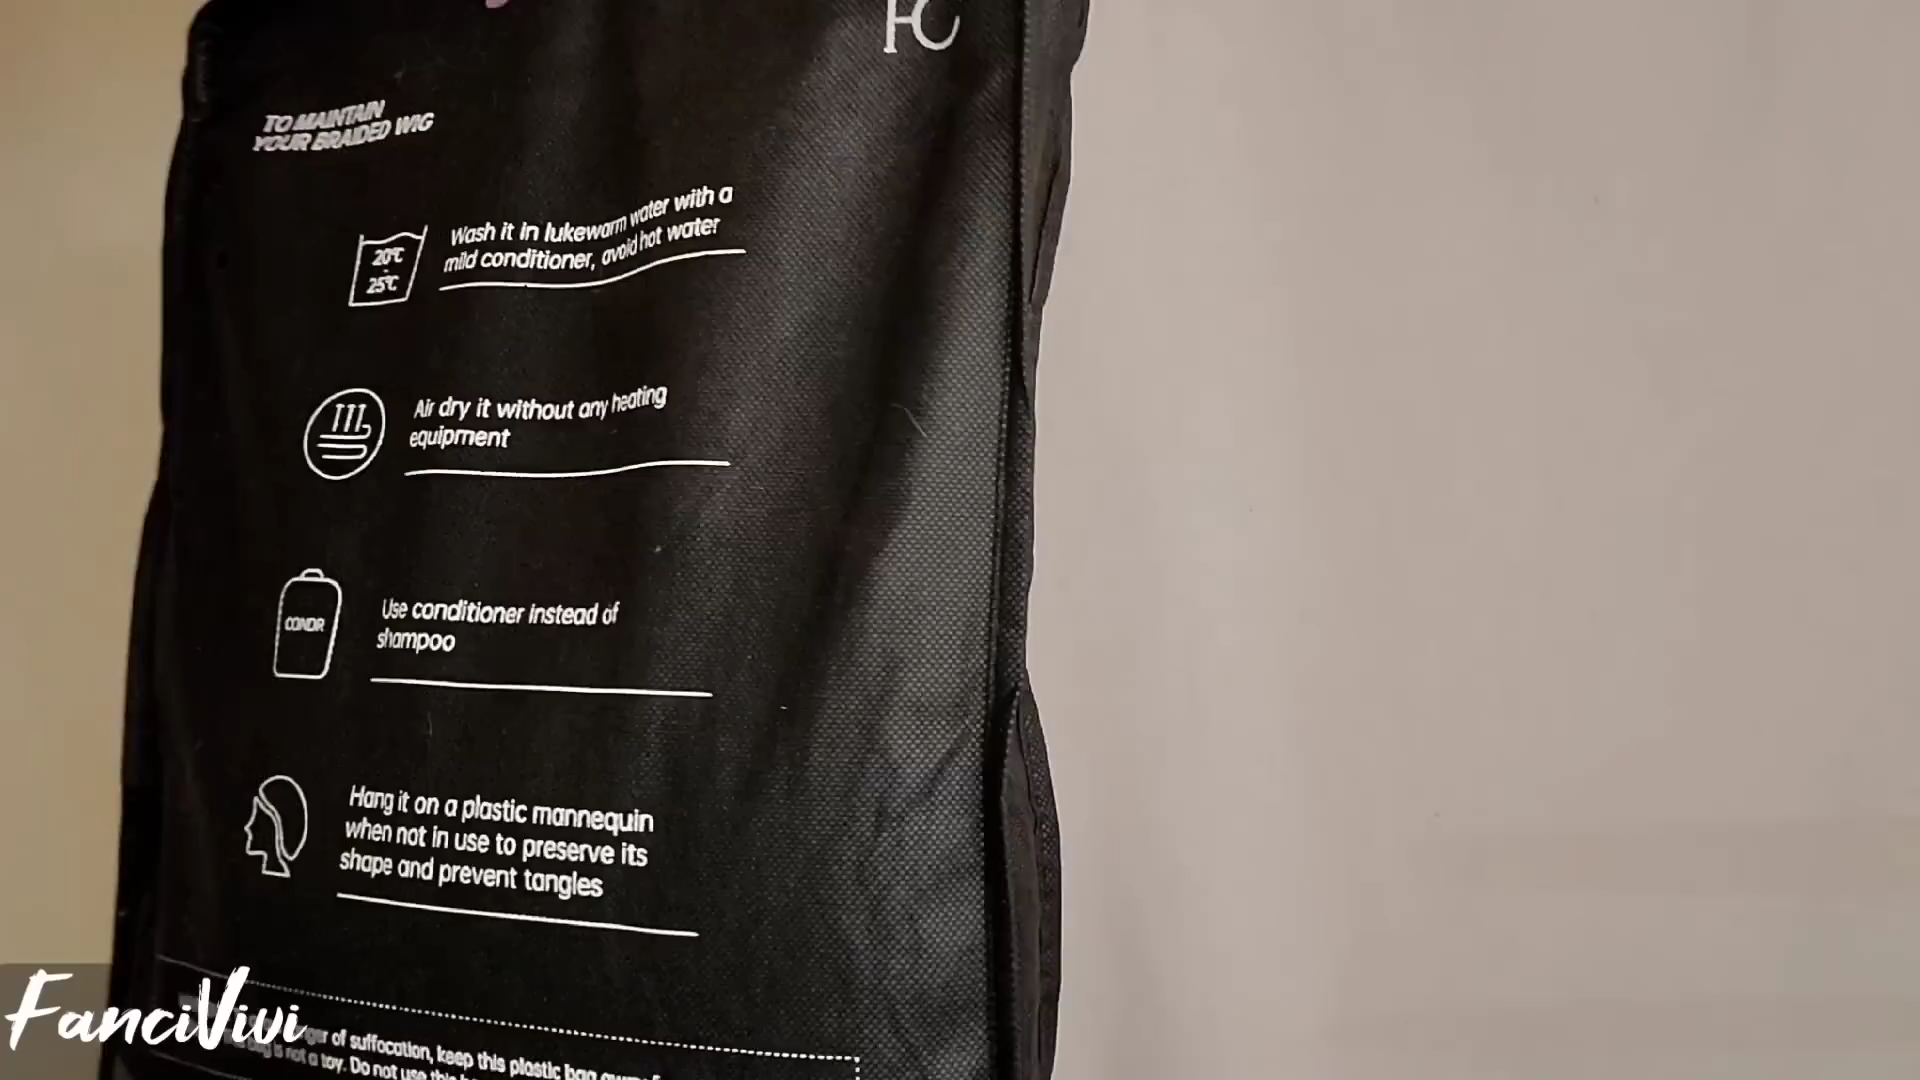 FC
TO MAINTAIN
YOUR BRAIDED WIG
20℃
-
25℃
Wash it in lukewarm water with a
mild conditioner, avoid hot water
Air dry it without any heating
equipment
CONDR
Use conditioner instead of
shampoo
Hang it on a plastic mannequin
when not in use to preserve its
shape and prevent tangles
of suffocation, keep this plastic bag
is not a toy. Do not use this
FanciVivi